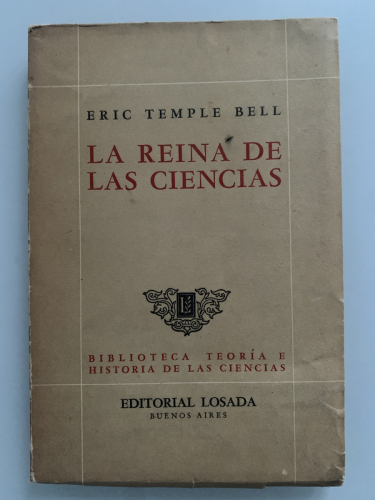 ERIC TEMPLE BELL
LA REINA DE
LAS CIENCIAS
BIBLIOTECA TEORÍA E
HISTORIA DE LAS CIENCIAS
EDITORIAL LOSADA
BUENOS AIRES